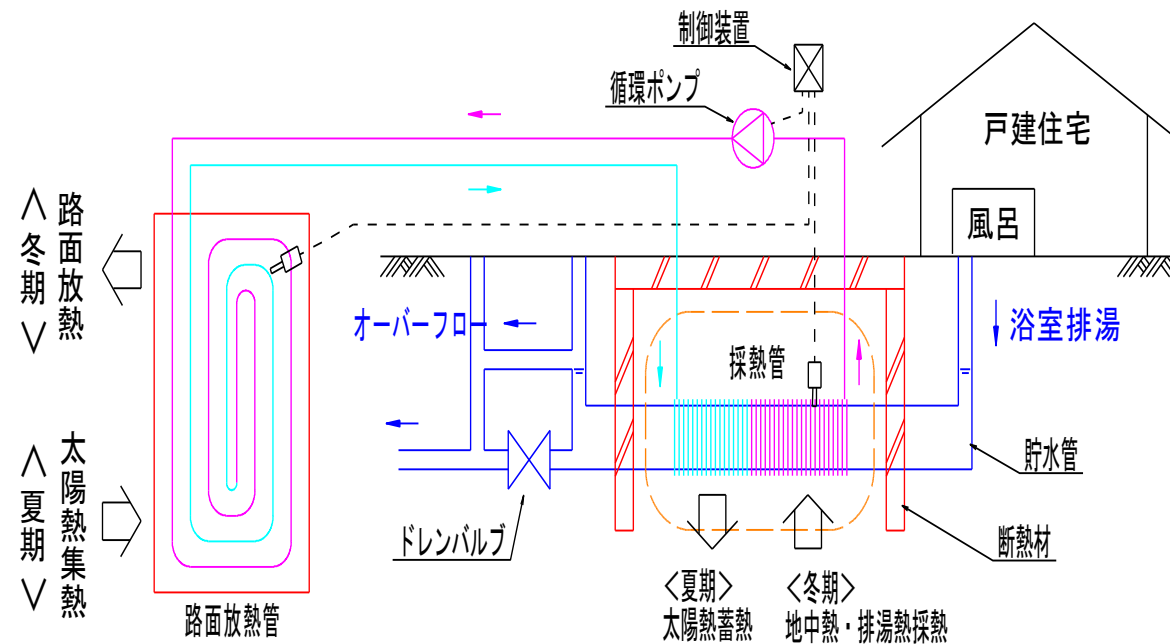 制御装置
循環ポンプ
戸建住宅
風呂
路面放熱
<冬期>
オーバーフロー
浴室排湯
採熱管
太陽熱集熱
<夏期>
貯水管
ドレンバルブ
断熱材
路面放熱管
<夏期>
太陽熱蓄熱
<冬期>
地中熱・排湯熱採熱